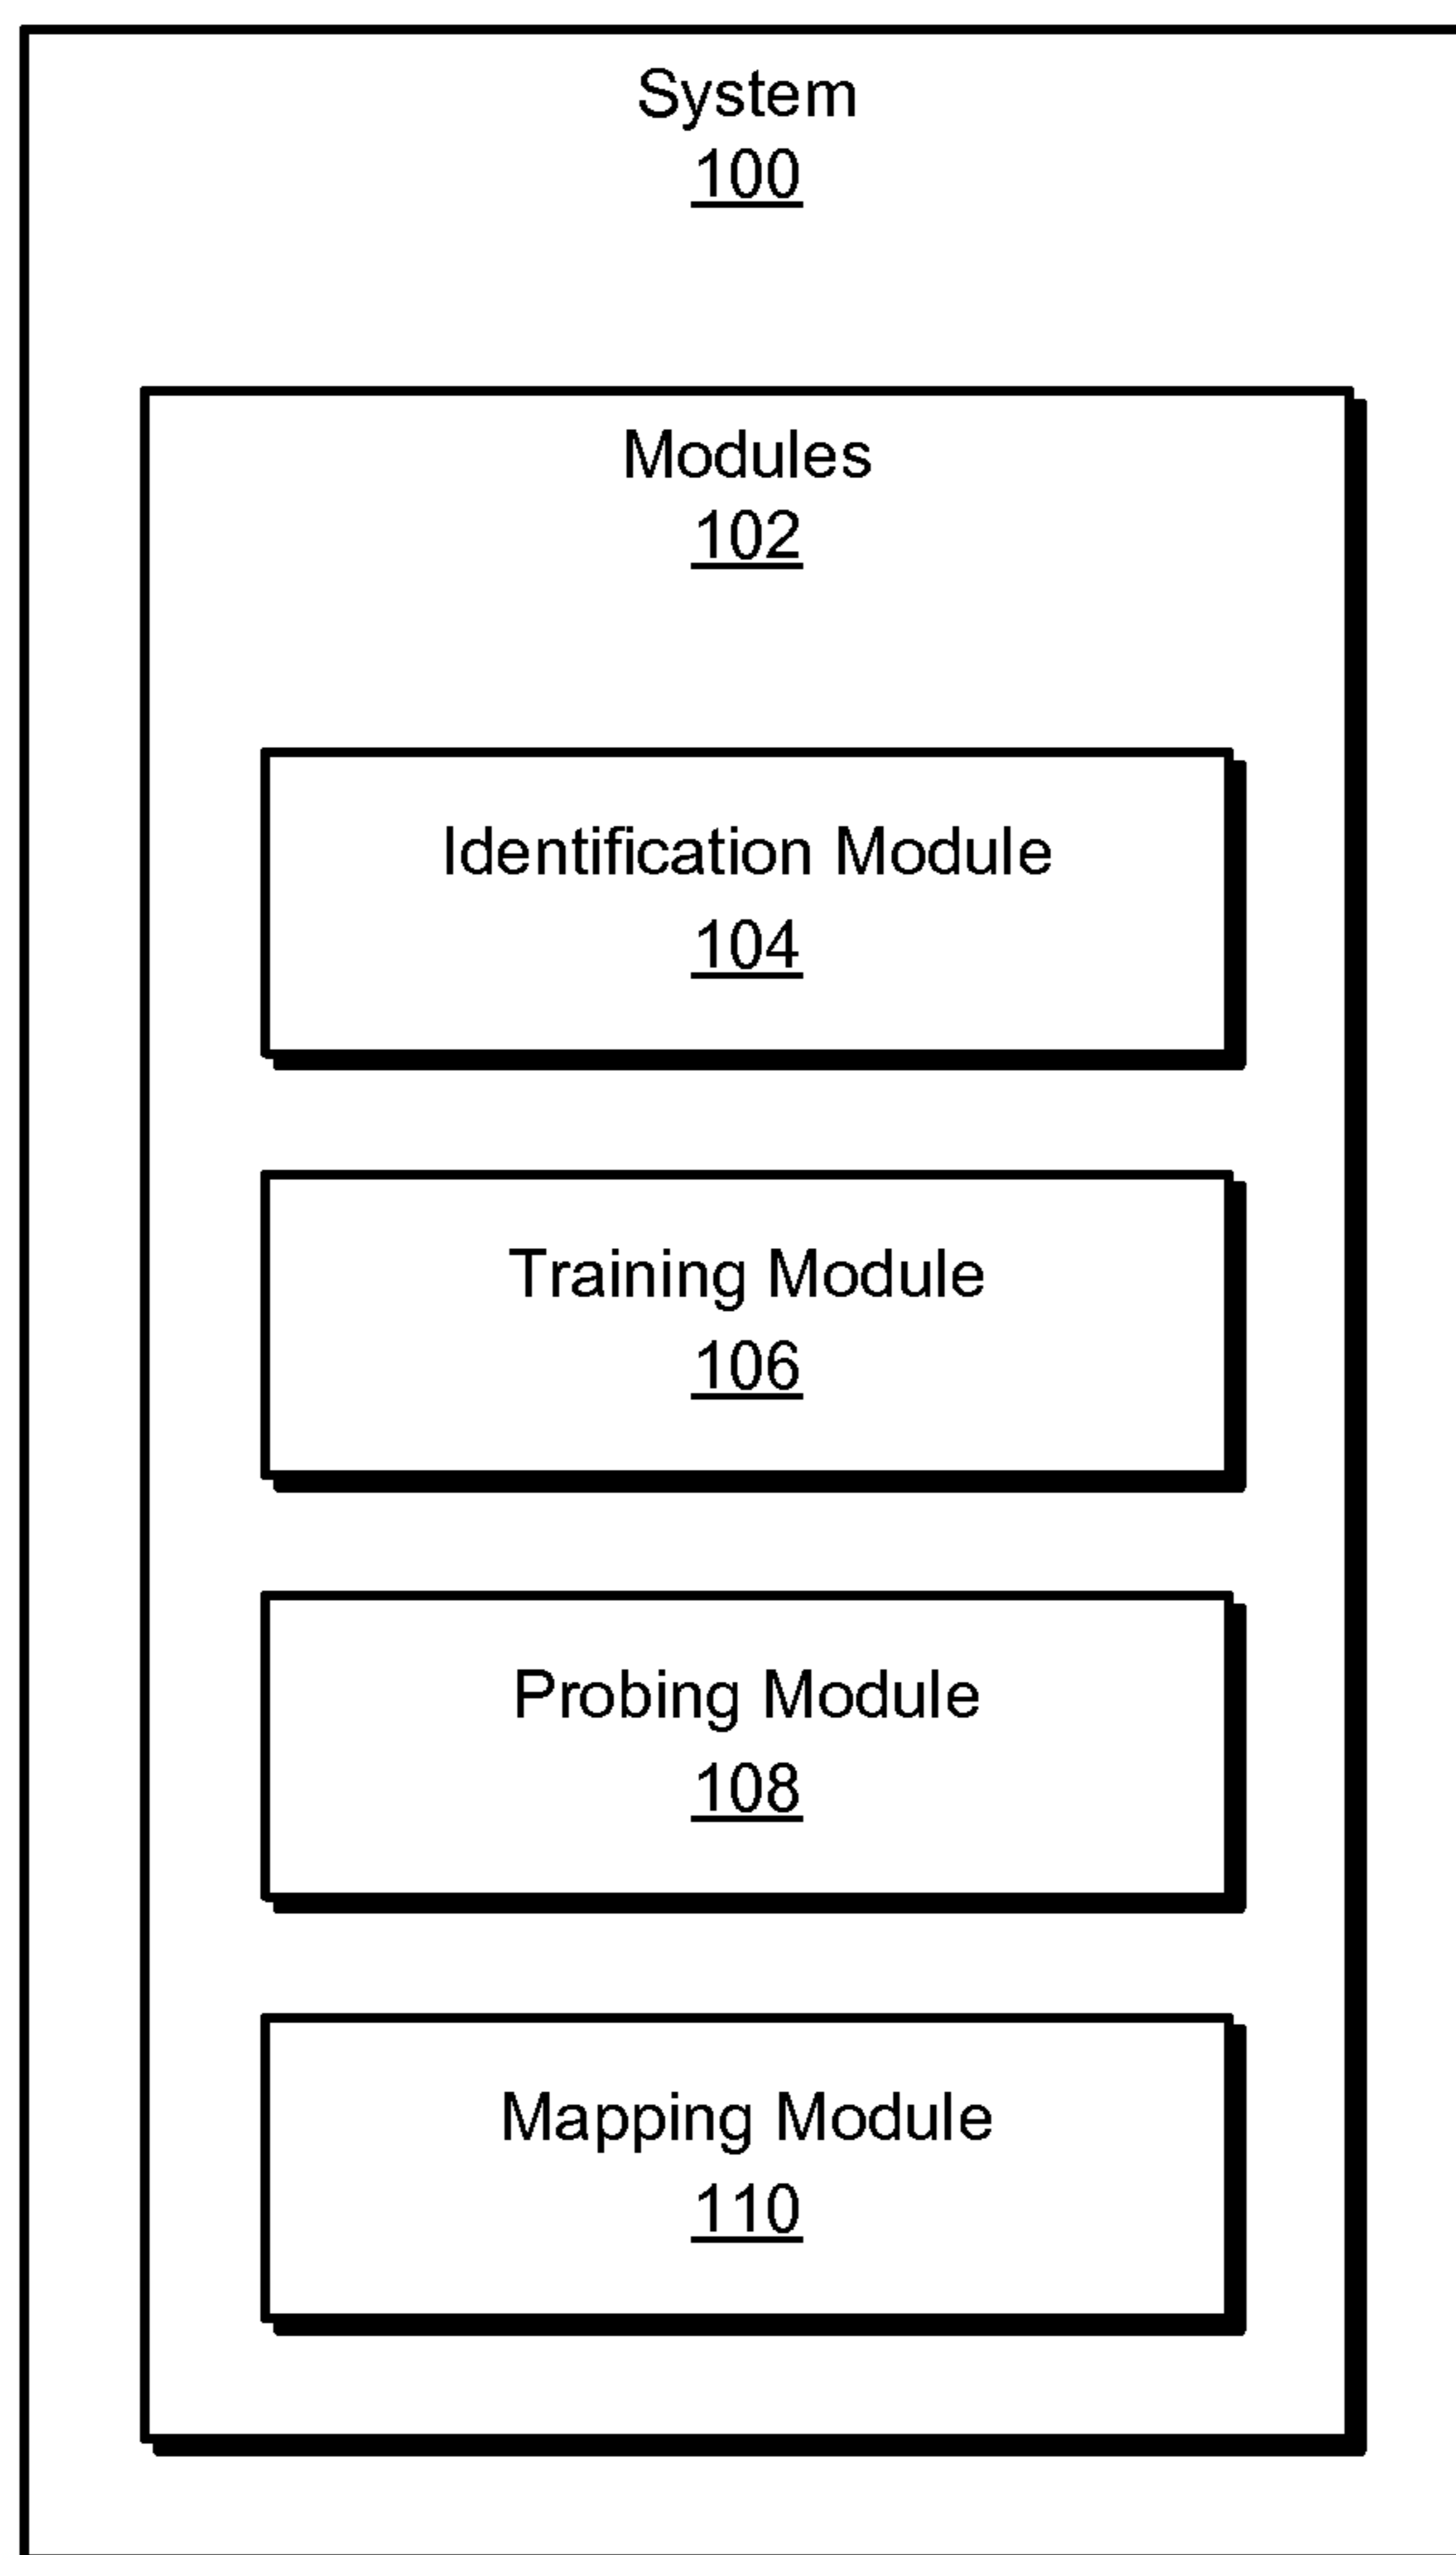 System
100
Modules
102
Identification Module
104
Training Module
106
Probing Module
108
Mapping Module
110